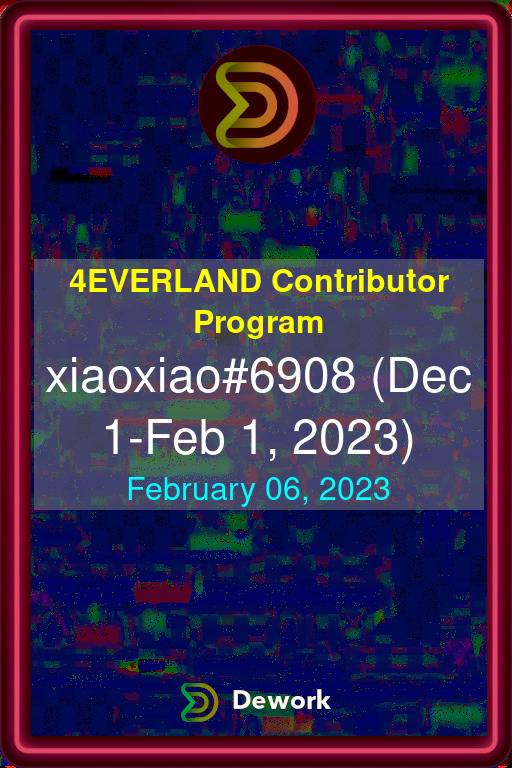 4EVERLAND Contributor
Program
xiaoxiao#6908 (Dec
1-Feb 1, 2023)
February 06, 2023
Dework